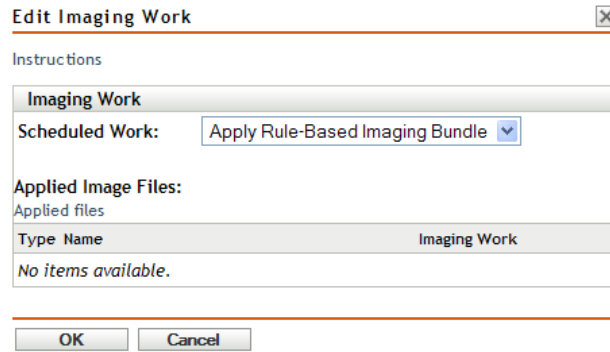 Edit Imaging Work
Instructions
Imaging Work
Scheduled Work: Apply Rule-Based Imaging Bundle
Applied Image Files:
Applied files
Type Name Imaging Work
No items available.
OK Cancel